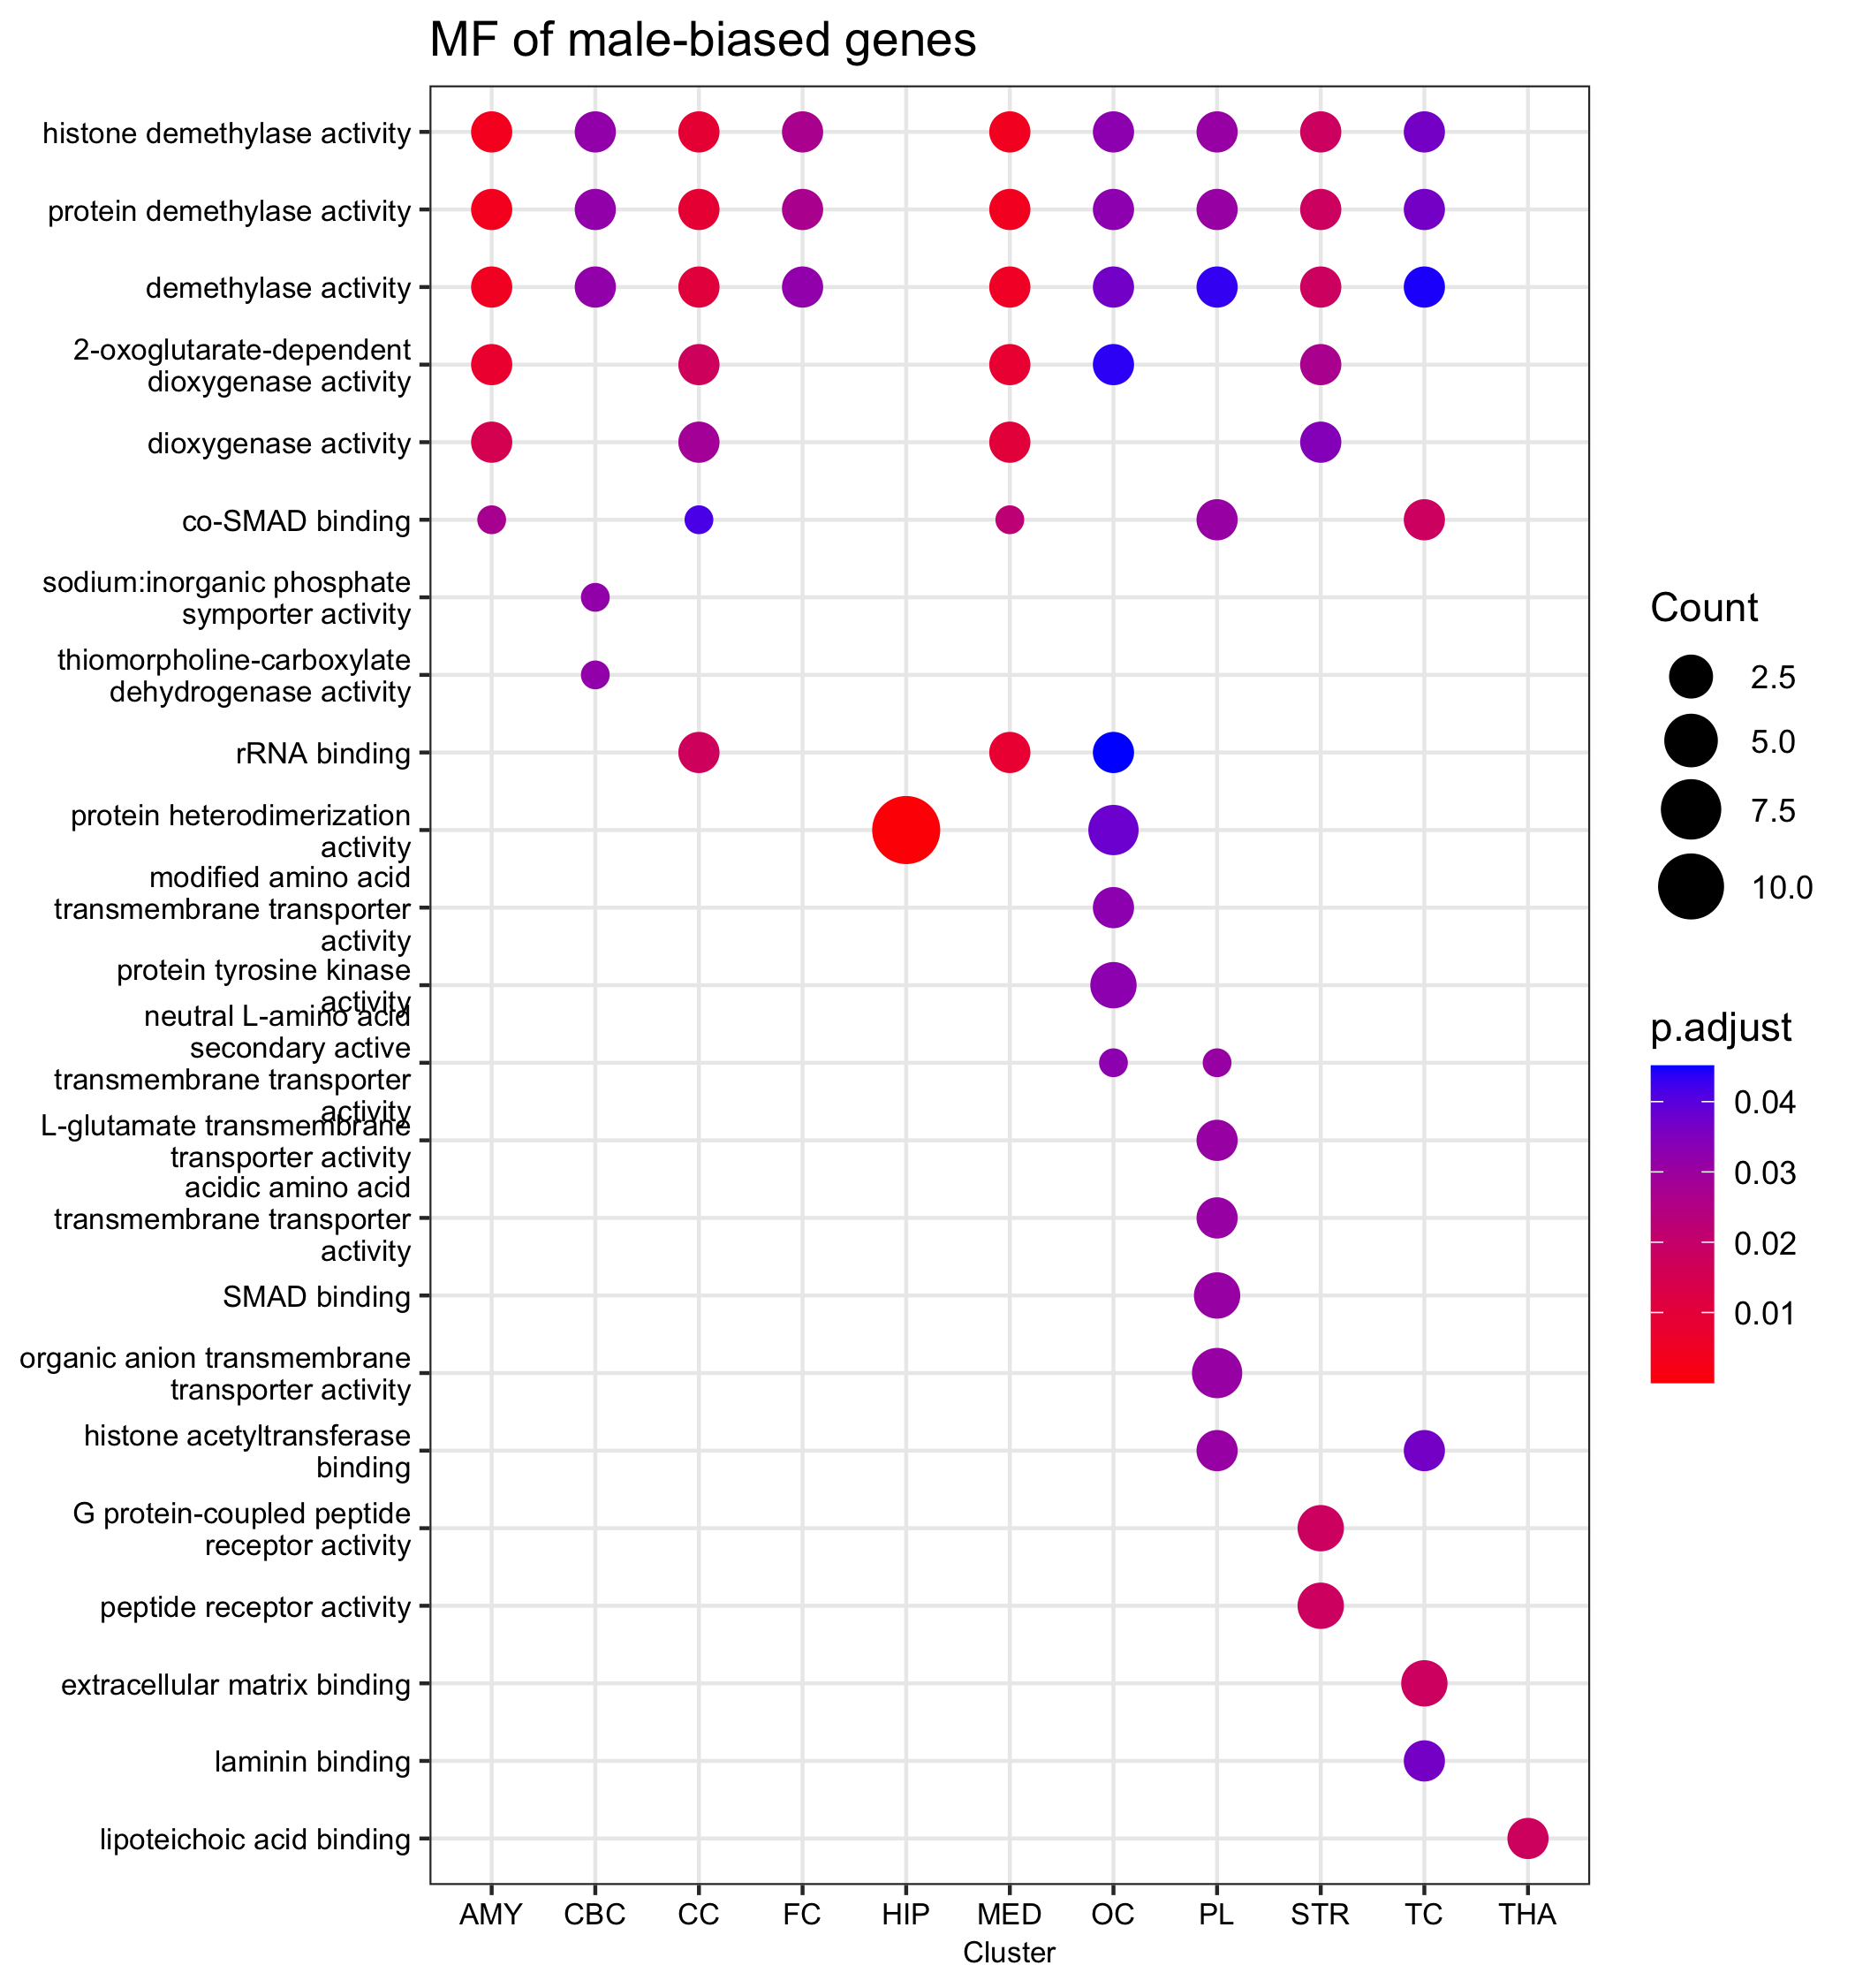 MF of male-biased genes
histone demethylase activity
protein demethylase activity
demethylase activity
2-oxoglutarate-dependent
dioxygenase activity
dioxygenase activity
co-SMAD binding
sodium:inorganic phosphate
symporter activity
thiomorpholine-carboxylate
dehydrogenase activity
rRNA binding
protein heterodimerization
activity
modified amino acid
transmembrane transporter
activity
protein tyrosine kinase
activity
neutral L-amino acid
secondary active
transmembrane transporter
activity
L-glutamate transmembrane
transporter activity
acidic amino acid
transmembrane transporter
activity
SMAD binding
organic anion transmembrane
transporter activity
histone acetyltransferase
binding
G protein-coupled peptide
receptor activity
peptide receptor activity
extracellular matrix binding
laminin binding
lipoteichoic acid binding
AMY CBC CC FC HIP MED OC PL STR TC THA
Cluster
Count
2.5
5.0
7.5
10.0
p.adjust
0.04
0.03
0.02
0.01